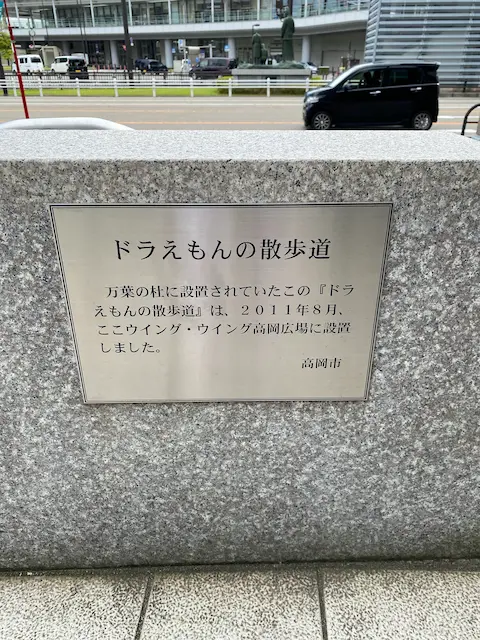 ドラえもんの散歩道
万葉の杜に設置されていたこの『ドラ
えもんの散歩道』は、２０１１年８月、
ここウイング・ウイング高岡広場に設置
しました。
高岡市